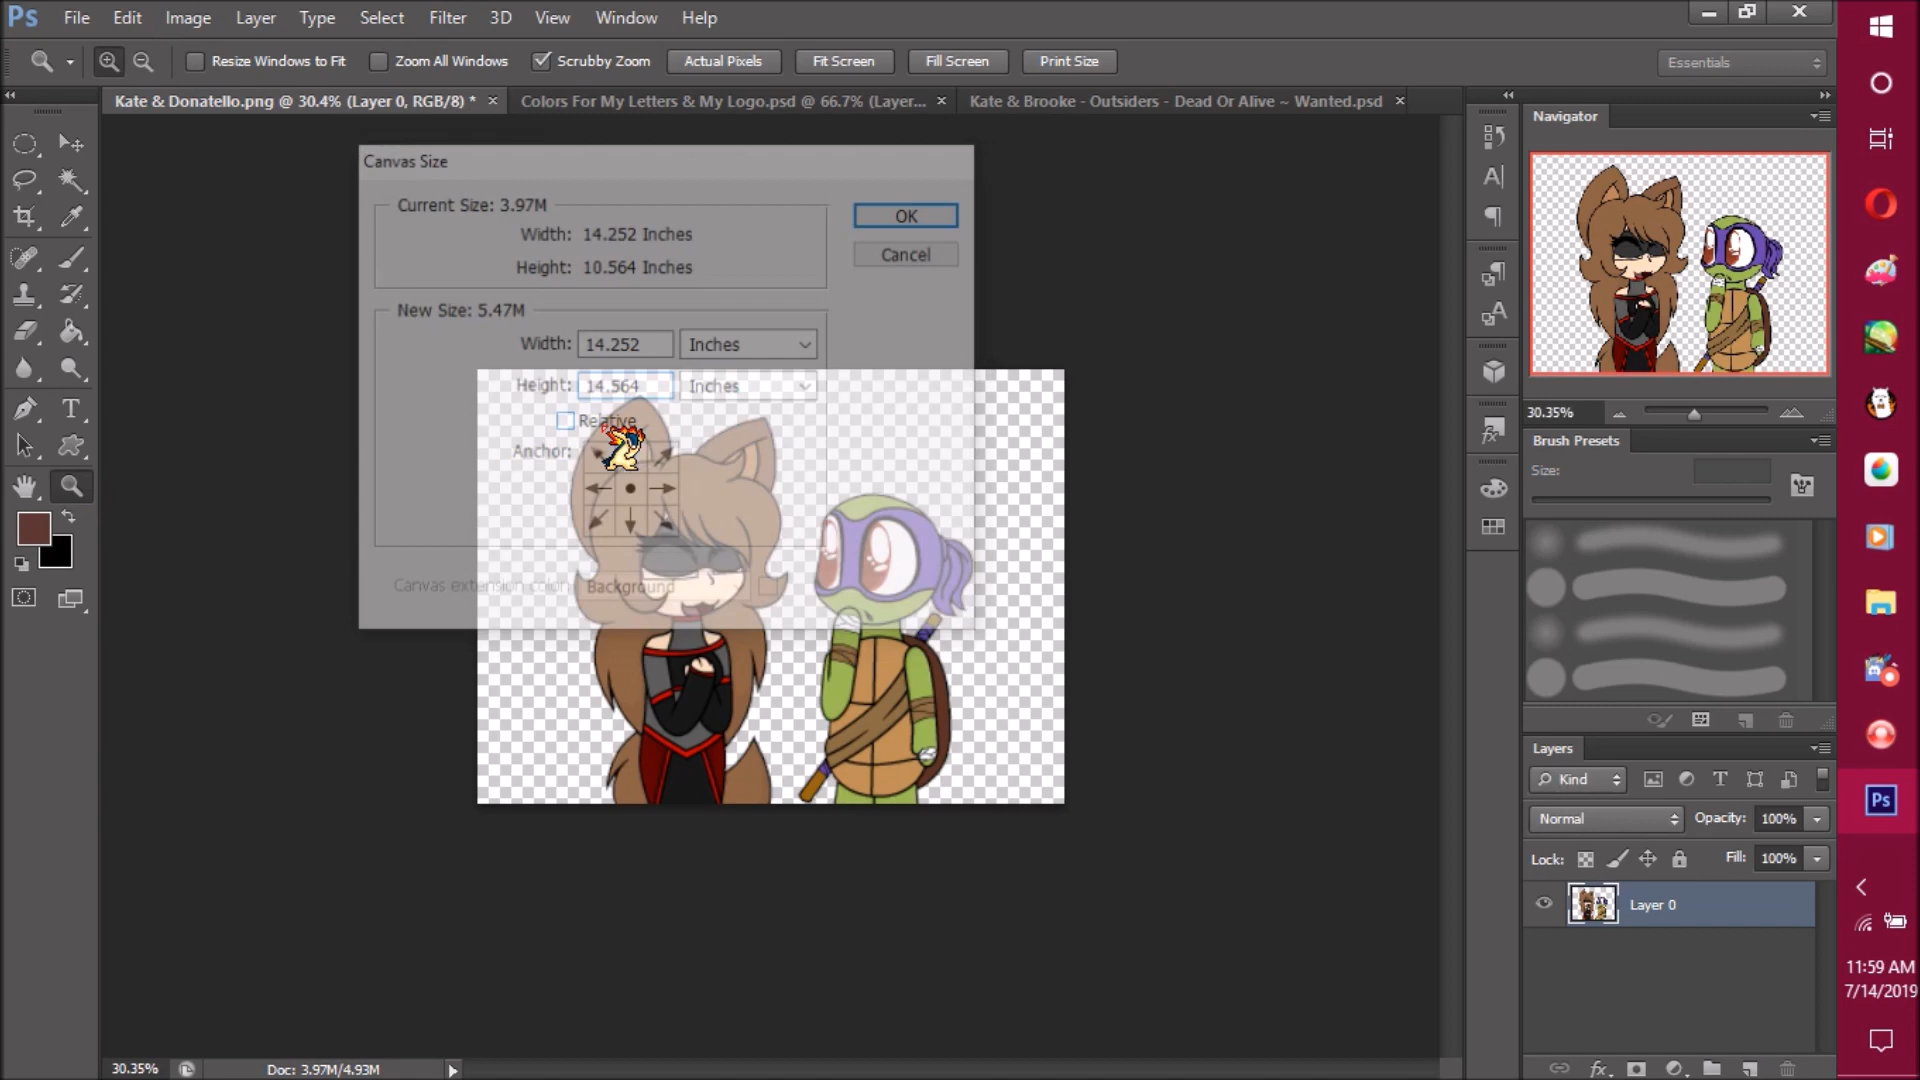 Ps File Edit Image Layer Type Select Filter 3D View Window Help
Resize Windows to Fit Zoom All Windows Scrubby Zoom Actual Pixels Fit Screen Fill Screen Print Size Essentials
Kate & Donatello.png @ 30.4% (Layer 0, RGB/8) * Colors For My Letters & My Logo.psd @ 66.7% (Layer... Kate & Brooke - Outsiders - Dead Or Alive ~ Wanted.psd
Navigator
Canvas Size
Current Size: 3.97M
Width: 14.252 Inches
Height: 10.564 Inches
OK
Cancel
New Size: 5.47M
Width: 14.252 Inches
Height: 14.564 Inches
Relative
Anchor:
Canvas extension color: Background
30.35%
Brush Presets
Size:
Layers
Kind
Normal Opacity: 100%
Lock: Fill: 100%
Layer 0
Ps
11:59 AM
7/14/2019
30.35% Doc: 3.97M/4.93M